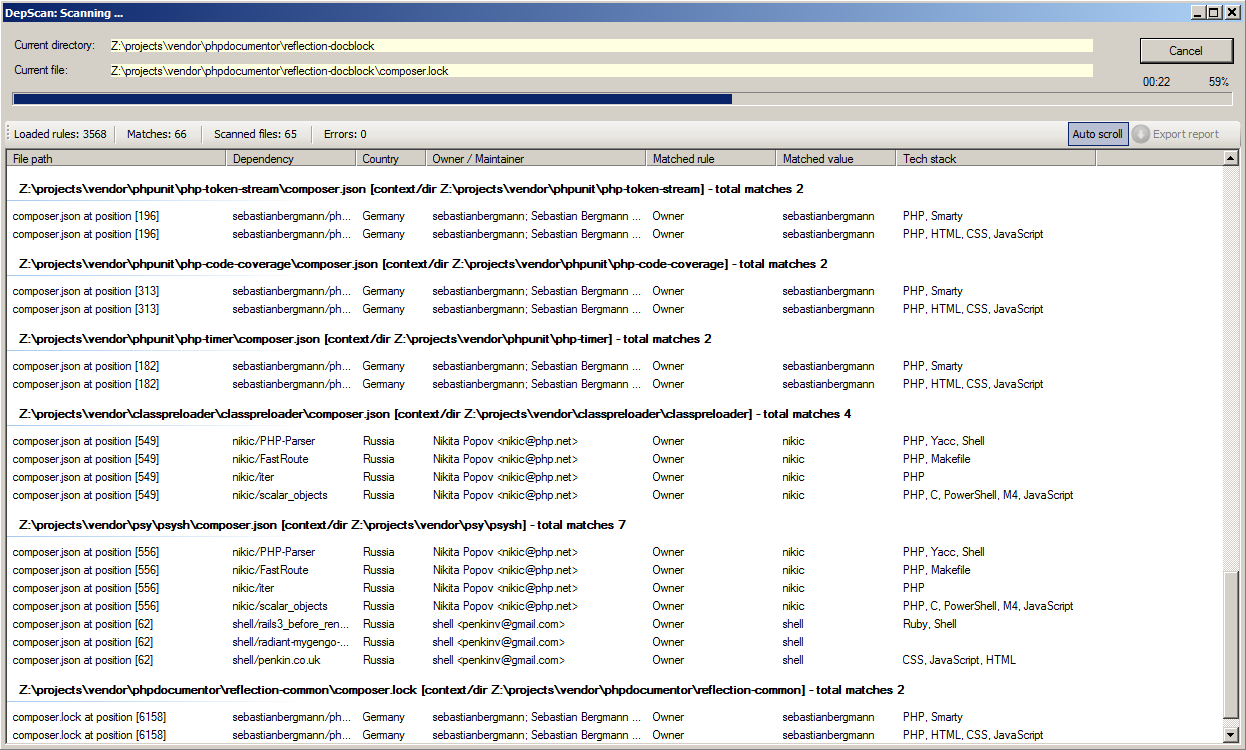 DepScan: Scanning ...
Current directory: Z:\projects\vendor\phpdocumentor\reflection-docblock
Cancel
Current file: Z:\projects\vendor\phpdocumentor\reflection-docblock\composer.lock
00:22 59%
Loaded rules: 3568 Matches: 66 Scanned files: 65 Errors: 0 Auto scroll Export report
File path Dependency Country Owner / Maintainer Matched rule Matched value Tech stack
Z:\projects\vendor\phpunit\php-token-stream\composer.json [context/dir Z:\projects\vendor\phpunit\php-token-stream] - total matches 2
composer.json at position [196] sebastianbergmann/ph... Germany sebastianbergmann; Sebastian Bergmann ... Owner sebastianbergmann PHP, Smarty
composer.json at position [196] sebastianbergmann/ph... Germany sebastianbergmann; Sebastian Bergmann ... Owner sebastianbergmann PHP, HTML, CSS, JavaScript
Z:\projects\vendor\phpunit\php-code-coverage\composer.json [context/dir Z:\projects\vendor\phpunit\php-code-coverage] - total matches 2
composer.json at position [313] sebastianbergmann/ph... Germany sebastianbergmann; Sebastian Bergmann ... Owner sebastianbergmann PHP, Smarty
composer.json at position [313] sebastianbergmann/ph... Germany sebastianbergmann; Sebastian Bergmann ... Owner sebastianbergmann PHP, HTML, CSS, JavaScript
Z:\projects\vendor\phpunit\php-timer\composer.json [context/dir Z:\projects\vendor\phpunit\php-timer] - total matches 2
composer.json at position [182] sebastianbergmann/ph... Germany sebastianbergmann; Sebastian Bergmann ... Owner sebastianbergmann PHP, Smarty
composer.json at position [182] sebastianbergmann/ph... Germany sebastianbergmann; Sebastian Bergmann ... Owner sebastianbergmann PHP, HTML, CSS, JavaScript
Z:\projects\vendor\classpreloader\classpreloader\composer.json [context/dir Z:\projects\vendor\classpreloader\classpreloader] - total matches 4
composer.json at position [549] nikic/PHP-Parser Russia Nikita Popov <nikic@php.net> Owner nikic PHP, Yacc, Shell
composer.json at position [549] nikic/FastRoute Russia Nikita Popov <nikic@php.net> Owner nikic PHP, Makefile
composer.json at position [549] nikic/iter Russia Nikita Popov <nikic@php.net> Owner nikic PHP
composer.json at position [549] nikic/scalar_objects Russia Nikita Popov <nikic@php.net> Owner nikic PHP, C, PowerShell, M4, JavaScript
Z:\projects\vendor\psy\psysh\composer.json [context/dir Z:\projects\vendor\psy\psysh] - total matches 7
composer.json at position [556] nikic/PHP-Parser Russia Nikita Popov <nikic@php.net> Owner nikic PHP, Yacc, Shell
composer.json at position [556] nikic/FastRoute Russia Nikita Popov <nikic@php.net> Owner nikic PHP, Makefile
composer.json at position [556] nikic/iter Russia Nikita Popov <nikic@php.net> Owner nikic PHP
composer.json at position [556] nikic/scalar_objects Russia Nikita Popov <nikic@php.net> Owner nikic PHP, C, PowerShell, M4, JavaScript
composer.json at position [62] shell/rails3_before_ren... Russia shell <penkinv@gmail.com> Owner shell Ruby, Shell
composer.json at position [62] shell/radiant-mygengo-... Russia shell <penkinv@gmail.com> Owner shell
composer.json at position [62] shell/penkin.co.uk Russia shell <penkinv@gmail.com> Owner shell CSS, JavaScript, HTML
Z:\projects\vendor\phpdocumentor\reflection-common\composer.lock [context/dir Z:\projects\vendor\phpdocumentor\reflection-common] - total matches 2
composer.lock at position [6158] sebastianbergmann/ph... Germany sebastianbergmann; Sebastian Bergmann ... Owner sebastianbergmann PHP, Smarty
composer.lock at position [6158] sebastianbergmann/ph... Germany sebastianbergmann; Sebastian Bergmann ... Owner sebastianbergmann PHP, HTML, CSS, JavaScript